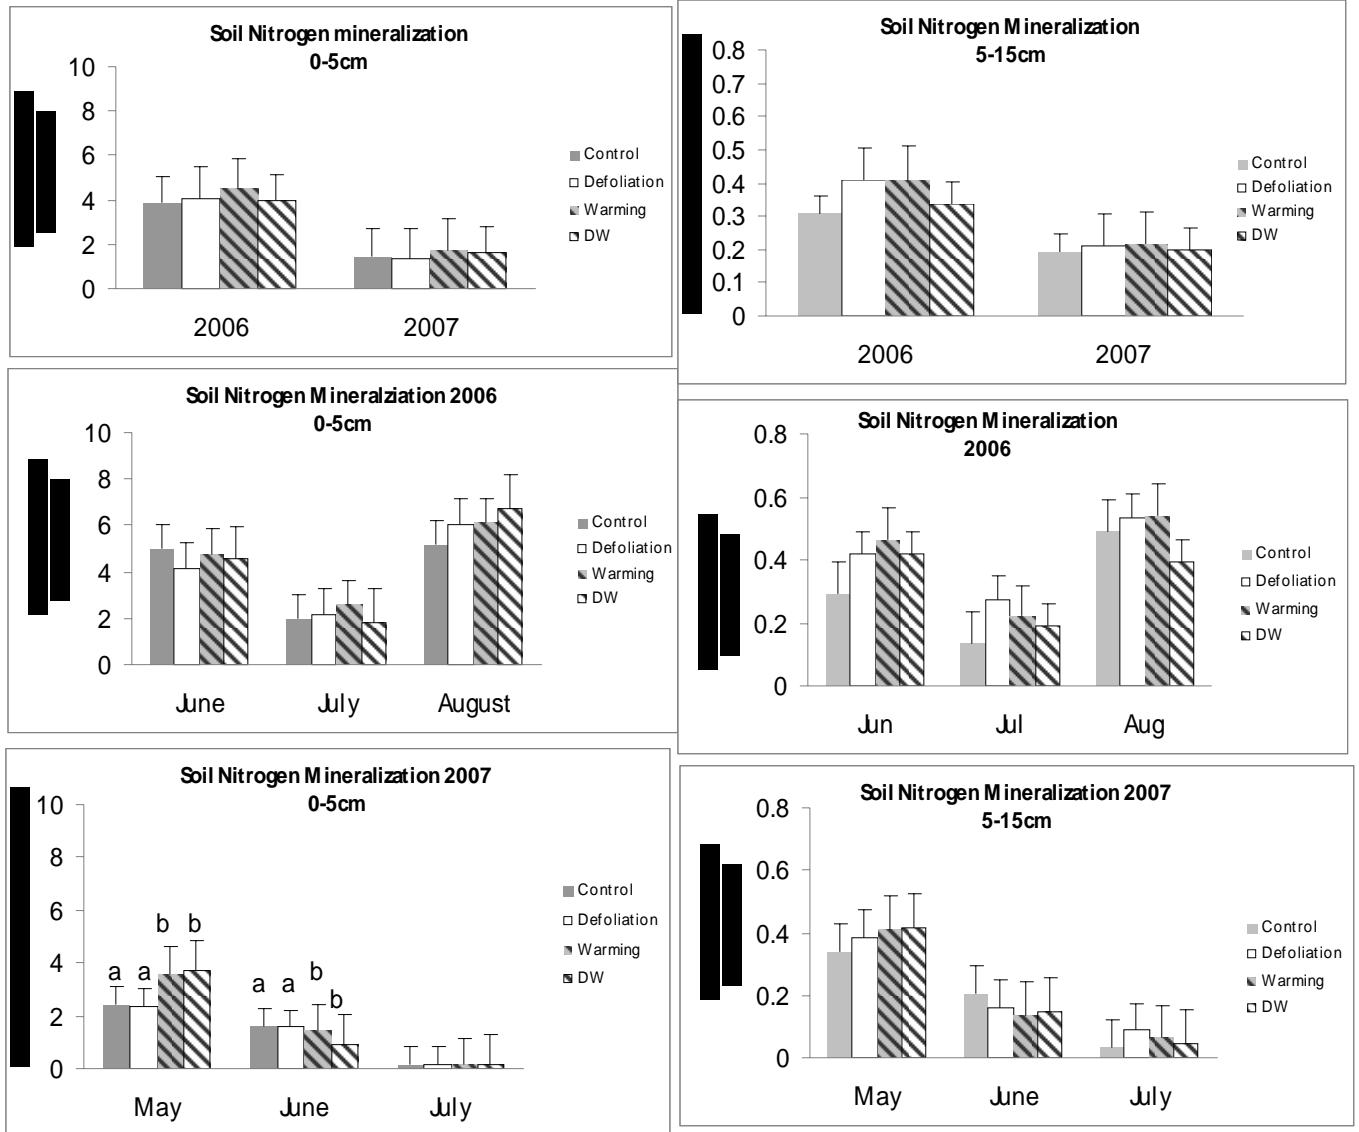 Soil Nitrogen mineralization
0-5cm
10
8
6
4
2
0
2006
2007
Control
Defoliation
Warming
DW
Soil Nitrogen Mineralization
5-15cm
0.8
0.7
0.6
0.5
0.4
0.3
0.2
0.1
0
2006
2007
Control
Defoliation
Warming
DW
Soil Nitrogen Mineralziation 2006
0-5cm
10
8
6
4
2
0
June
July
August
Control
Defoliation
Warming
DW
Soil Nitrogen Mineralization
2006
0.8
0.6
0.4
0.2
0
Jun
Jul
Aug
Control
Defoliation
Warming
DW
Soil Nitrogen Mineralization 2007
0-5cm
10
8
6
4
2
0
a a b b
a a b b
May
June
July
Control
Defoliation
Warming
DW
Soil Nitrogen Mineralization 2007
5-15cm
0.8
0.6
0.4
0.2
0
May
June
July
Control
Defoliation
Warming
DW